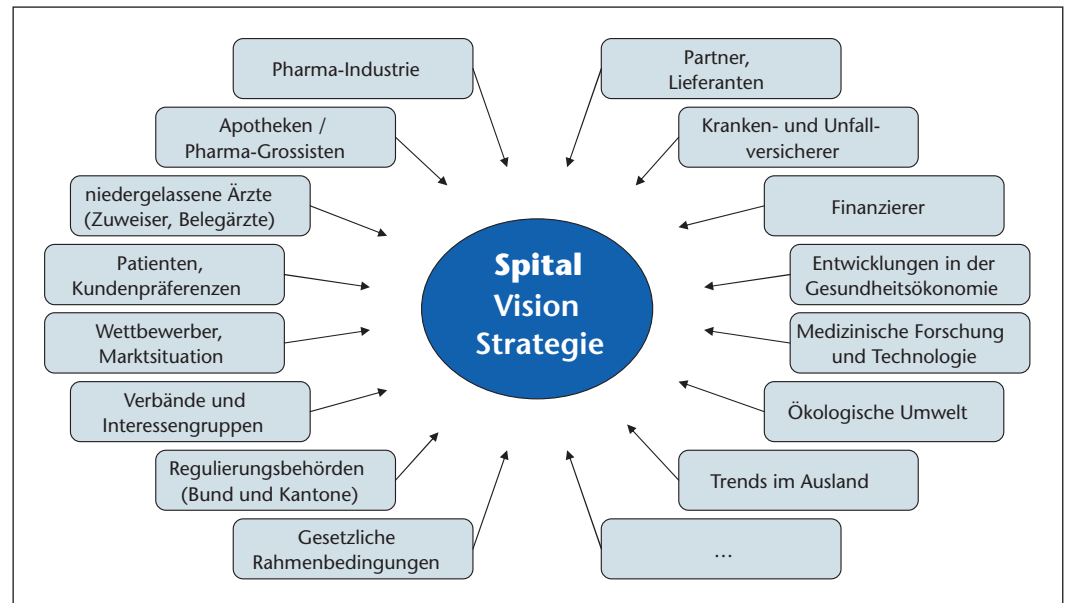 Pharma-Industrie
Partner,
Lieferanten
Apotheken /
Pharma-Grossisten
Kranken- und Unfall-
versicherer
niedergelassene Ärzte
(Zuweiser, Belegärzte)
Finanzierer
Patienten,
Kundenpräferenzen
Entwicklungen in der
Gesundheitsökonomie
Spital
Vision
Strategie
Wettbewerber,
Marktsituation
Medizinische Forschung
und Technologie
Verbände und
Interessengruppen
Ökologische Umwelt
Regulierungsbehörden
(Bund und Kantone)
Trends im Ausland
Gesetzliche
Rahmenbedingungen
…